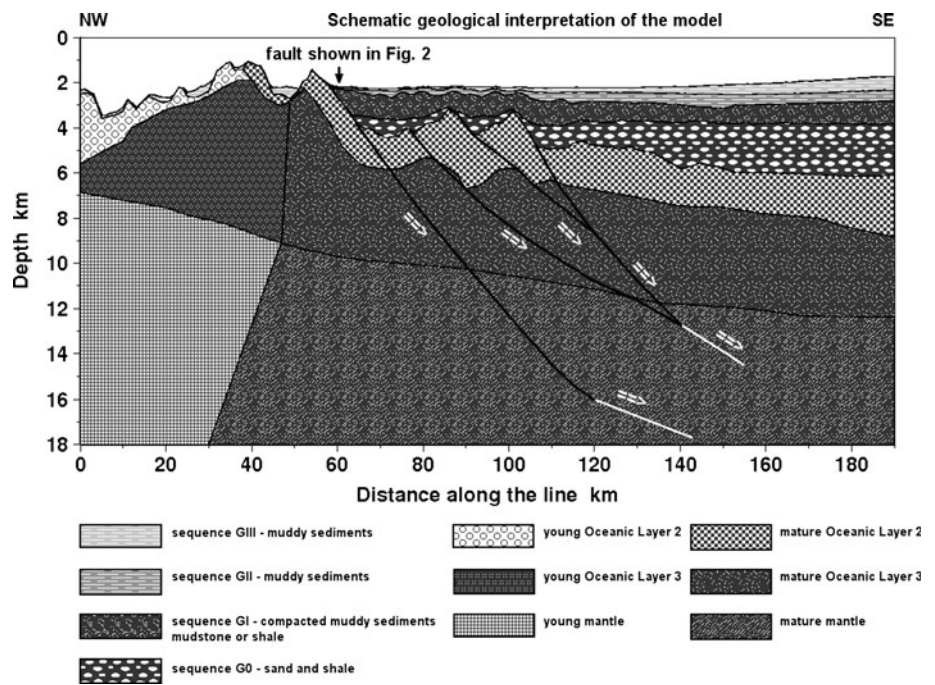 NW Schematic geological interpretation of the model SE
fault shown in Fig. 2
Depth km
0
2
4
6
8
10
12
14
16
18
0 20 40 60 80 100 120 140 160 180
Distance along the line km
sequence GIII - muddy sediments
young Oceanic Layer 2
mature Oceanic Layer 2
sequence GII - muddy sediments
young Oceanic Layer 3
mature Oceanic Layer 3
sequence GI - compacted muddy sediments
mudstone or shale
young mantle
mature mantle
sequence G0 - sand and shale